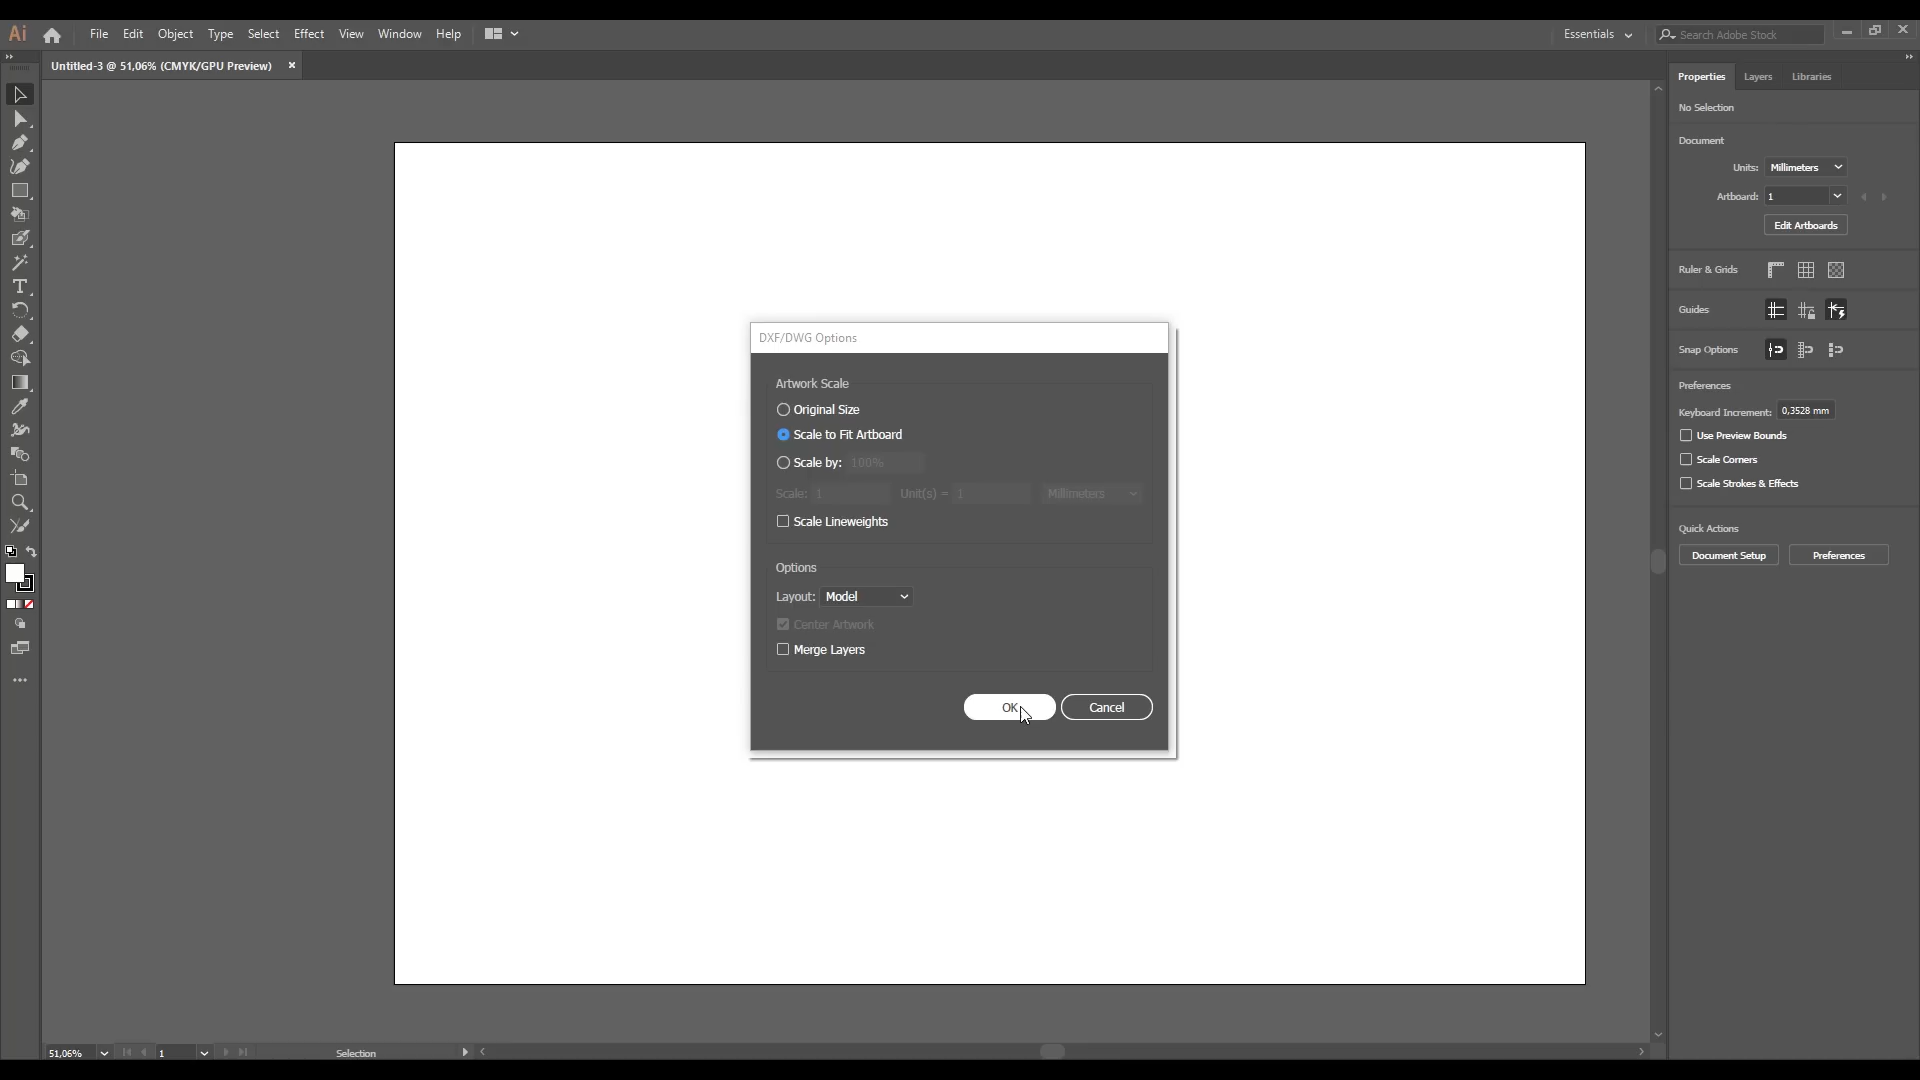 Ai File Edit Object Type Select Effect View Window Help Essentials Search Adobe Stock
Untitled-3 @ 51,06% (CMYK/GPU Preview)
Properties Layers Libraries
No Selection
Document
Units: Millimeters
Artboard: 1
Edit Artboards
Ruler & Grids
Guides
Snap Options
Preferences
Keyboard Increment: 0,3528 mm
Use Preview Bounds
Scale Corners
Scale Strokes & Effects
Quick Actions
Document Setup Preferences
DXF/DWG Options
Artwork Scale
Original Size
Scale to Fit Artboard
Scale by: 100%
Scale: 1 Unit(s) = 1 Millimeters
Scale Lineweights
Options
Layout: Model
Center Artwork
Merge Layers
OK Cancel
51,06% 1 Selection